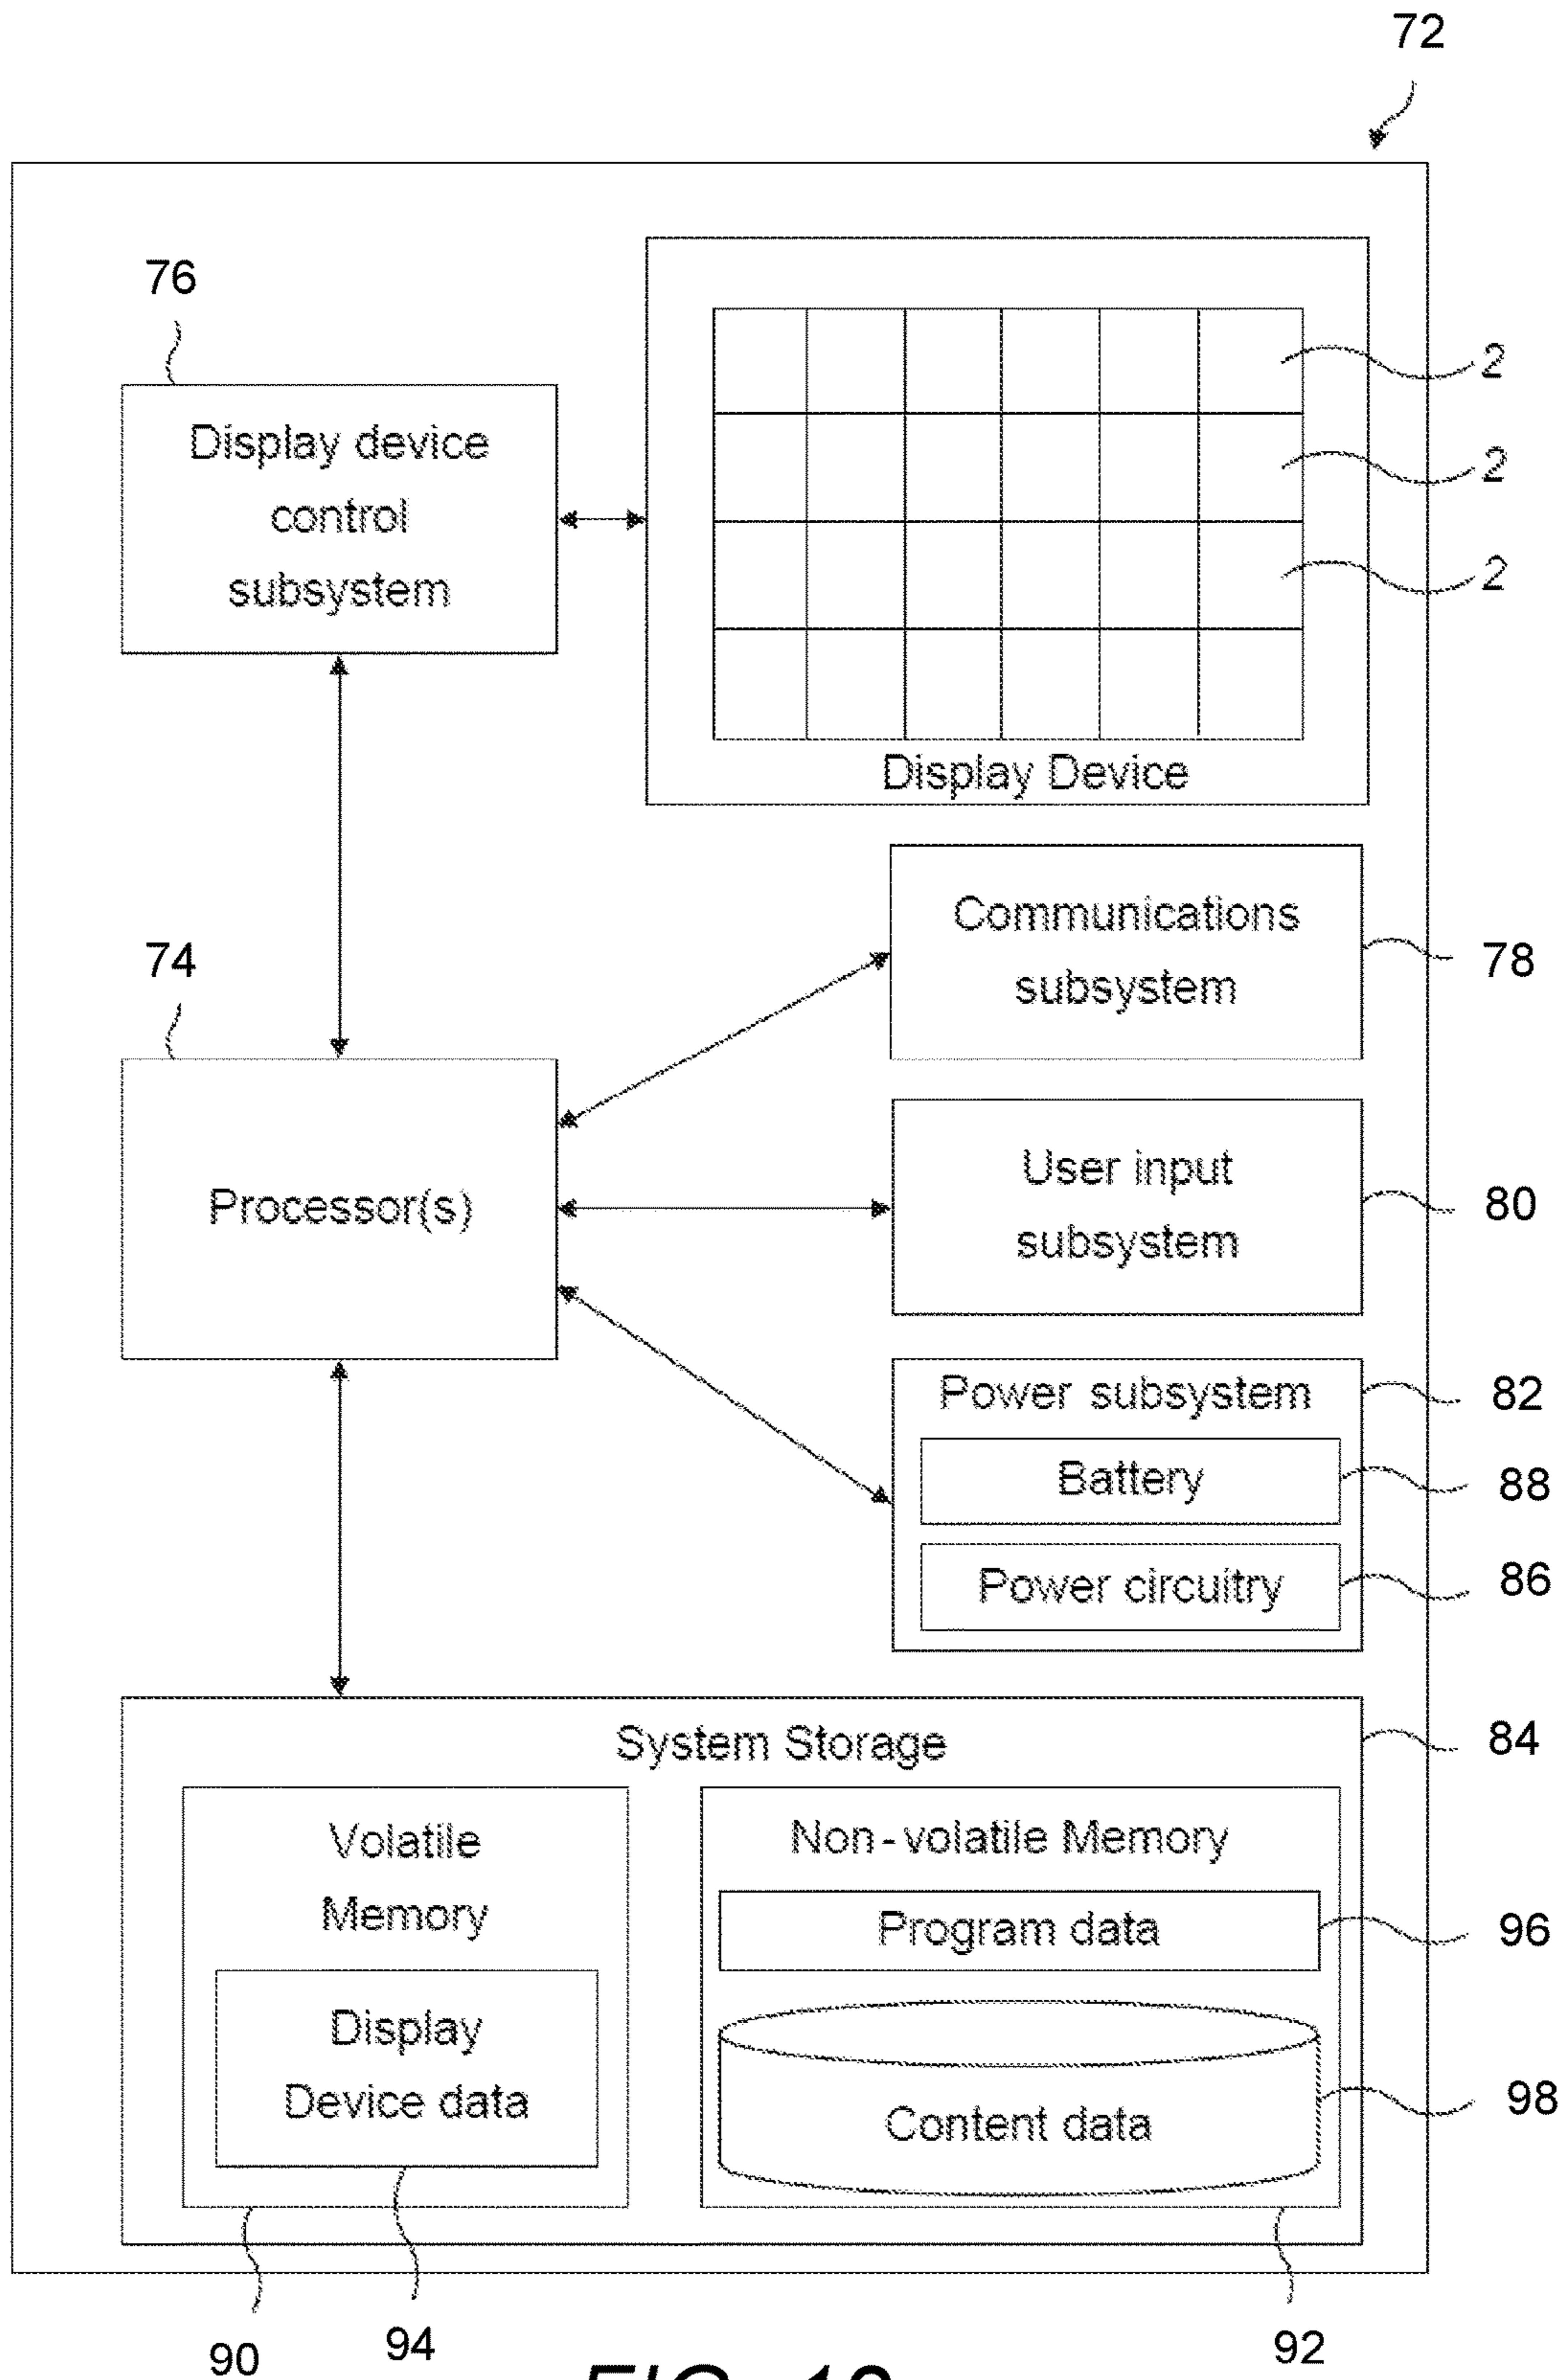 72
76
Display device
control
subsystem
2
2
2
Display Device
Communications
subsystem
78
74
Processor(s)
User input
subsystem
80
Power subsystem
82
Battery
88
Power circuitry
86
System Storage
84
Volatile
Memory
Non-volatile Memory
Program data
96
Display
Device data
Content data
98
90
94
92